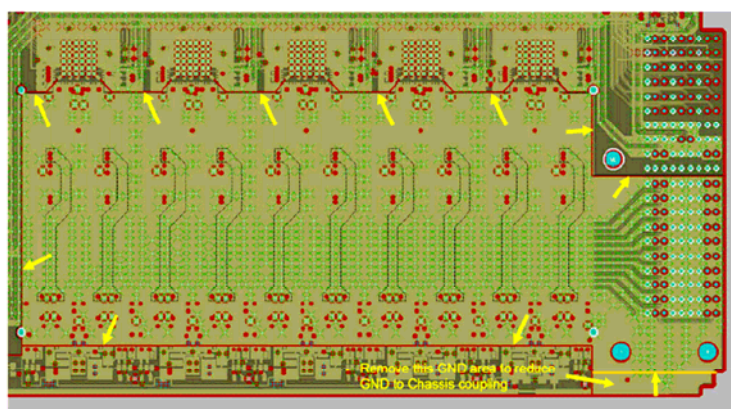 Remove this GND area to reduce
GND to Chassis coupling